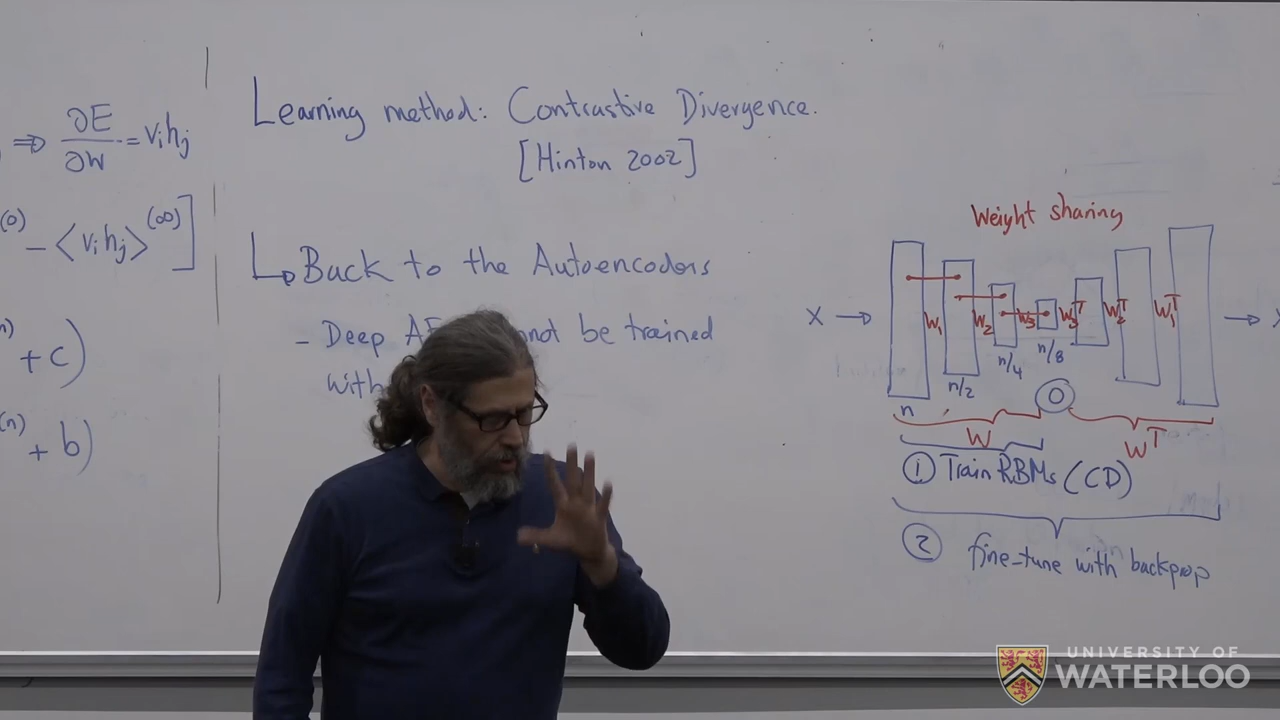 ⇒ ∂E/∂W = vᵢhⱼ
(0) − <vᵢhⱼ>(∞)]
n) + c)
(n) + b)
Learning method: Contrastive Divergence.
[Hinton 2002]
↳ Back to the Autoencoders
- Deep AE not be trained
with
Weight sharing
X → W₁ W₂ W₃ W₃ᵀ W₂ᵀ W₁ᵀ →
n n/2 n/4 n/8
W Wᵀ
① Train RBMs (CD)
② fine-tune with backprop
UNIVERSITY OF
WATERLOO